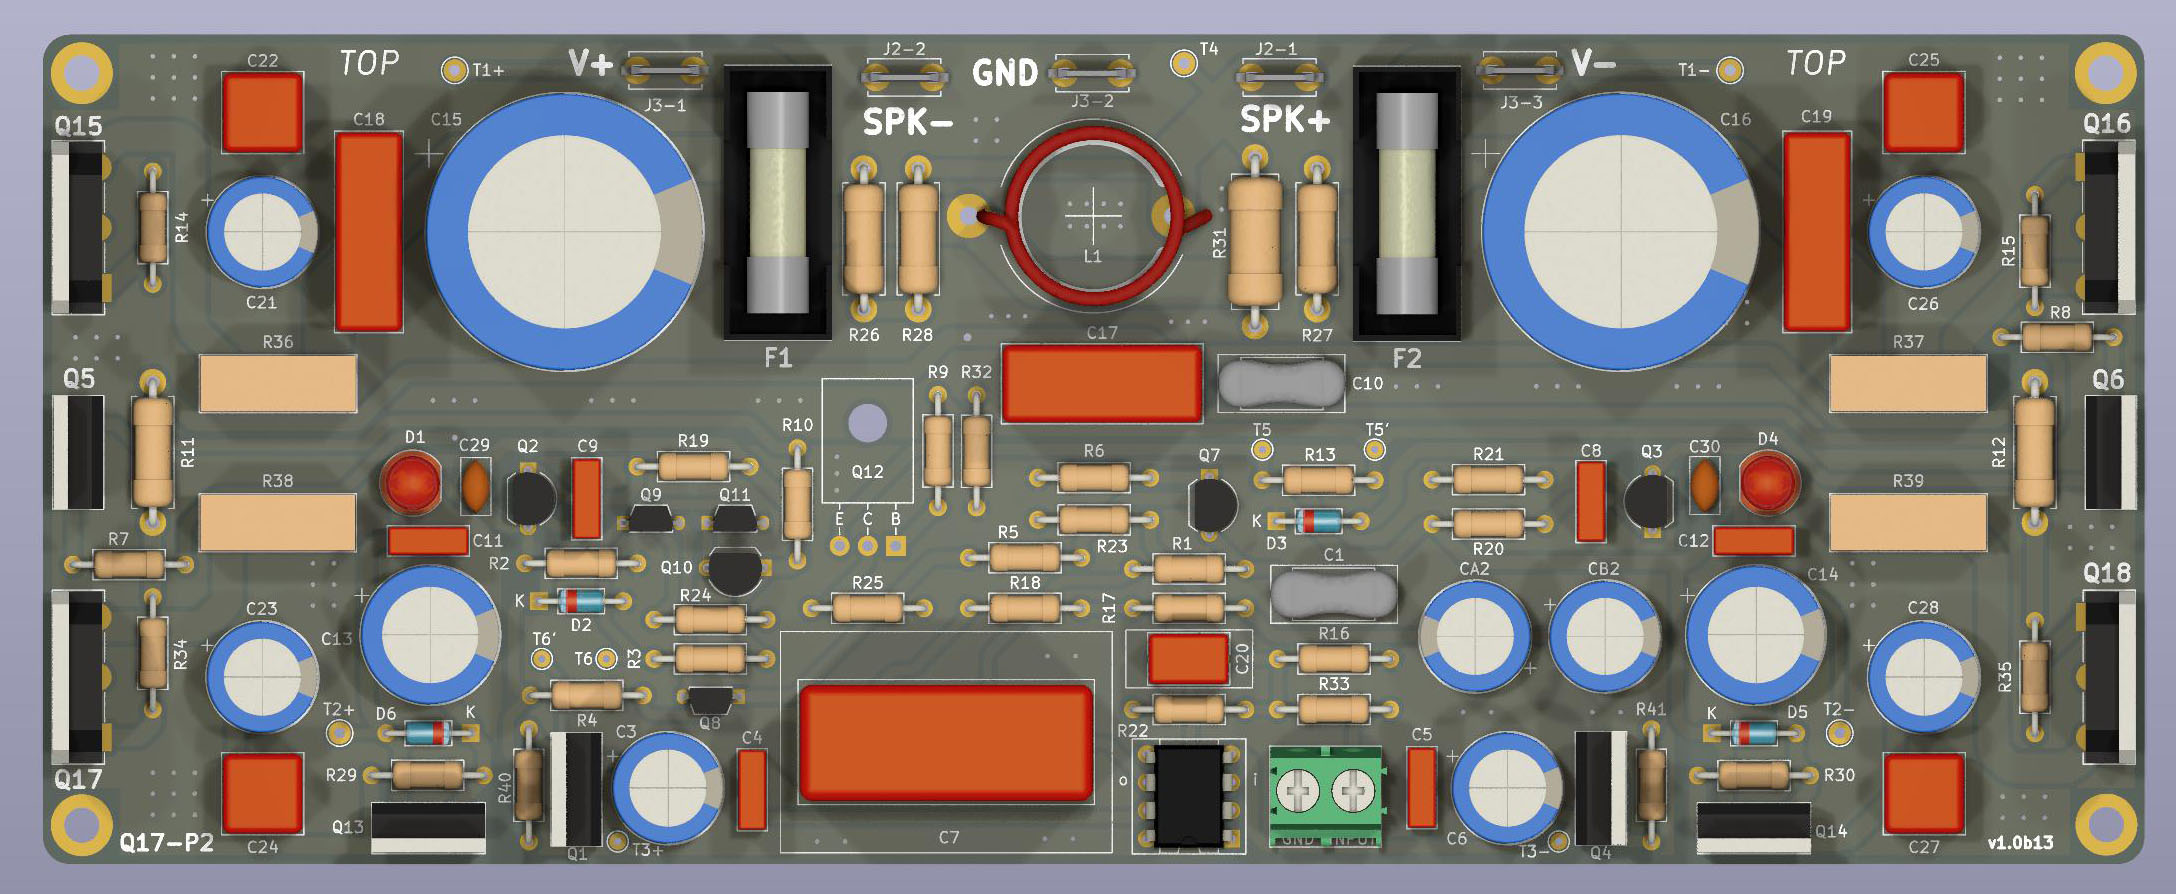 C22
TOP
T1+
V+
J3-1
J2-2
SPK-
GND
J3-2
T4
J2-1
SPK+
V-
J3-3
T1-
TOP
C25
Q15
C18
C15
C16
C19
Q16
R14
C21
R26
R28
L1
R31
R27
R15
C26
R8
R36
F1
C17
F2
R37
Q5
R9
R32
C10
Q6
R11
D1
C29
Q2
C9
R19
R10
Q12
R6
Q7
T5
R13
T5'
R21
C8
Q3
C30
D4
R12
R38
Q9
Q11
E
C
B
K
D3
R39
R7
C11
R2
Q10
R5
R23
R1
C1
R20
C12
K
D2
R24
R25
R18
R17
CA2
CB2
C14
Q18
C23
C13
T6'
T6
R3
R16
C20
C28
R34
R4
Q8
R33
R35
T2+
D6
K
C3
C4
R22
C5
R41
K
D5
T2-
Q17
R29
R40
o
i
R30
Q17-P2
C24
Q13
Q1
T3+
C7
GND
INPUT
C6
T3-
Q4
Q14
C27
v1.0b13